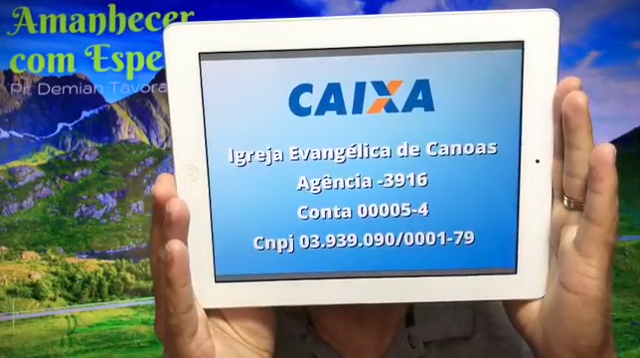 Amanhecer
com Espe
Pr. Demian Távora
CAIXA
Igreja Evangélica de Canoas
Agência -3916
Conta 00005-4
Cnpj 03.939.090/0001-79